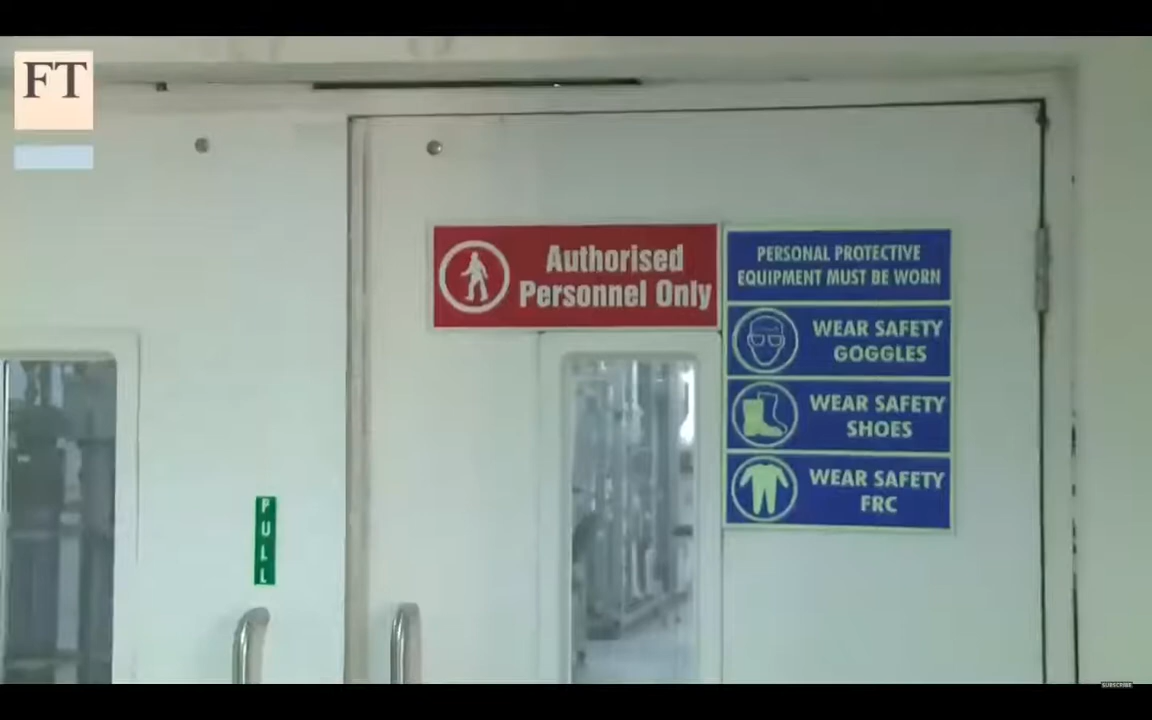 FT
Authorised
Personnel Only
PERSONAL PROTECTIVE
EQUIPMENT MUST BE WORN
WEAR SAFETY
GOGGLES
WEAR SAFETY
SHOES
WEAR SAFETY
FRC
PULL
SUBSCRIBE